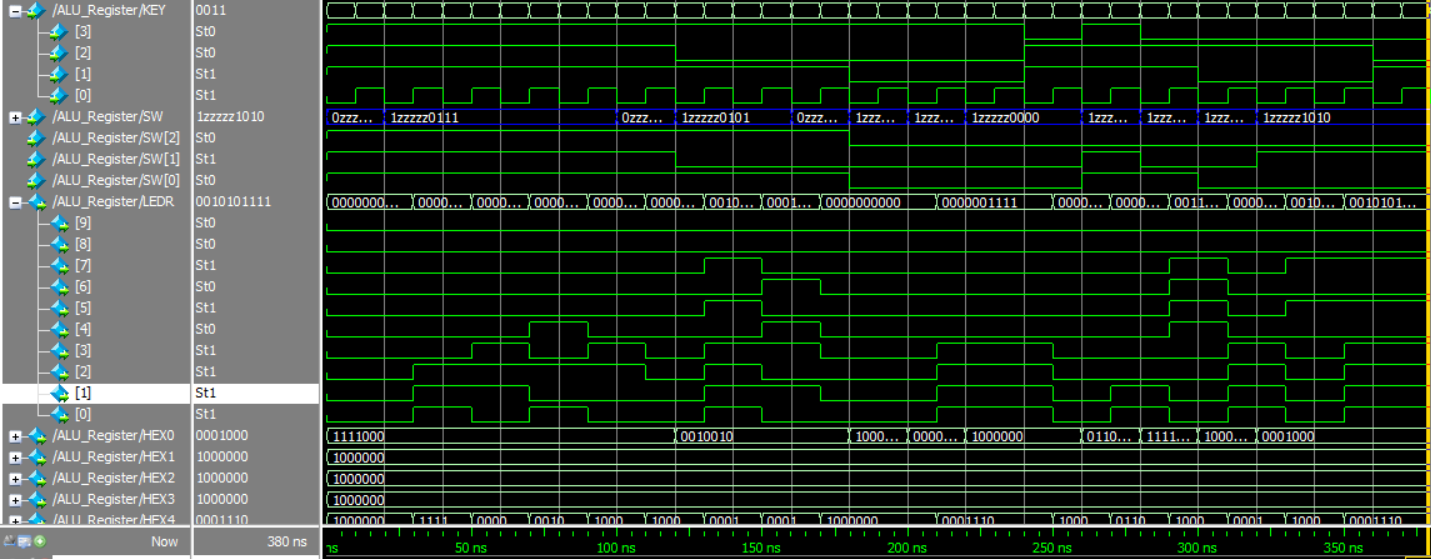 /ALU_Register/KEY 0011
[3] St0
[2] St0
[1] St1
[0] St1
/ALU_Register/SW 1zzzzz1010 0zzz... 1zzzzz0111 0zzz... 1zzzzz0101 0zzz... 1zzz... 1zzz... 1zzzzz0000 1zzz... 1zzz... 1zzz... 1zzzzz1010
/ALU_Register/SW[2] St0
/ALU_Register/SW[1] St1
/ALU_Register/SW[0] St0
/ALU_Register/LEDR 0010101111 0000000... 0000... 0000... 0000... 0000... 0000... 0010... 0001... 0000000000 0000001111 0000... 0000... 0011... 0000... 0010... 0010101...
[9] St0
[8] St0
[7] St1
[6] St0
[5] St1
[4] St0
[3] St1
[2] St1
[1] St1
[0] St1
/ALU_Register/HEX0 0001000 1111000 0010010 1000... 0000... 1000000 0110... 1111... 1000... 0001000
/ALU_Register/HEX1 1000000 1000000
/ALU_Register/HEX2 1000000 1000000
/ALU_Register/HEX3 1000000 1000000
/ALU_Register/HEX4 0001110 1000000 1111 0000 0010 1000 1000 0001 0001 1000000 0001110 1000 0110 1000 0001 1000 0001110
Now 380 ns ns 50 ns 100 ns 150 ns 200 ns 250 ns 300 ns 350 ns